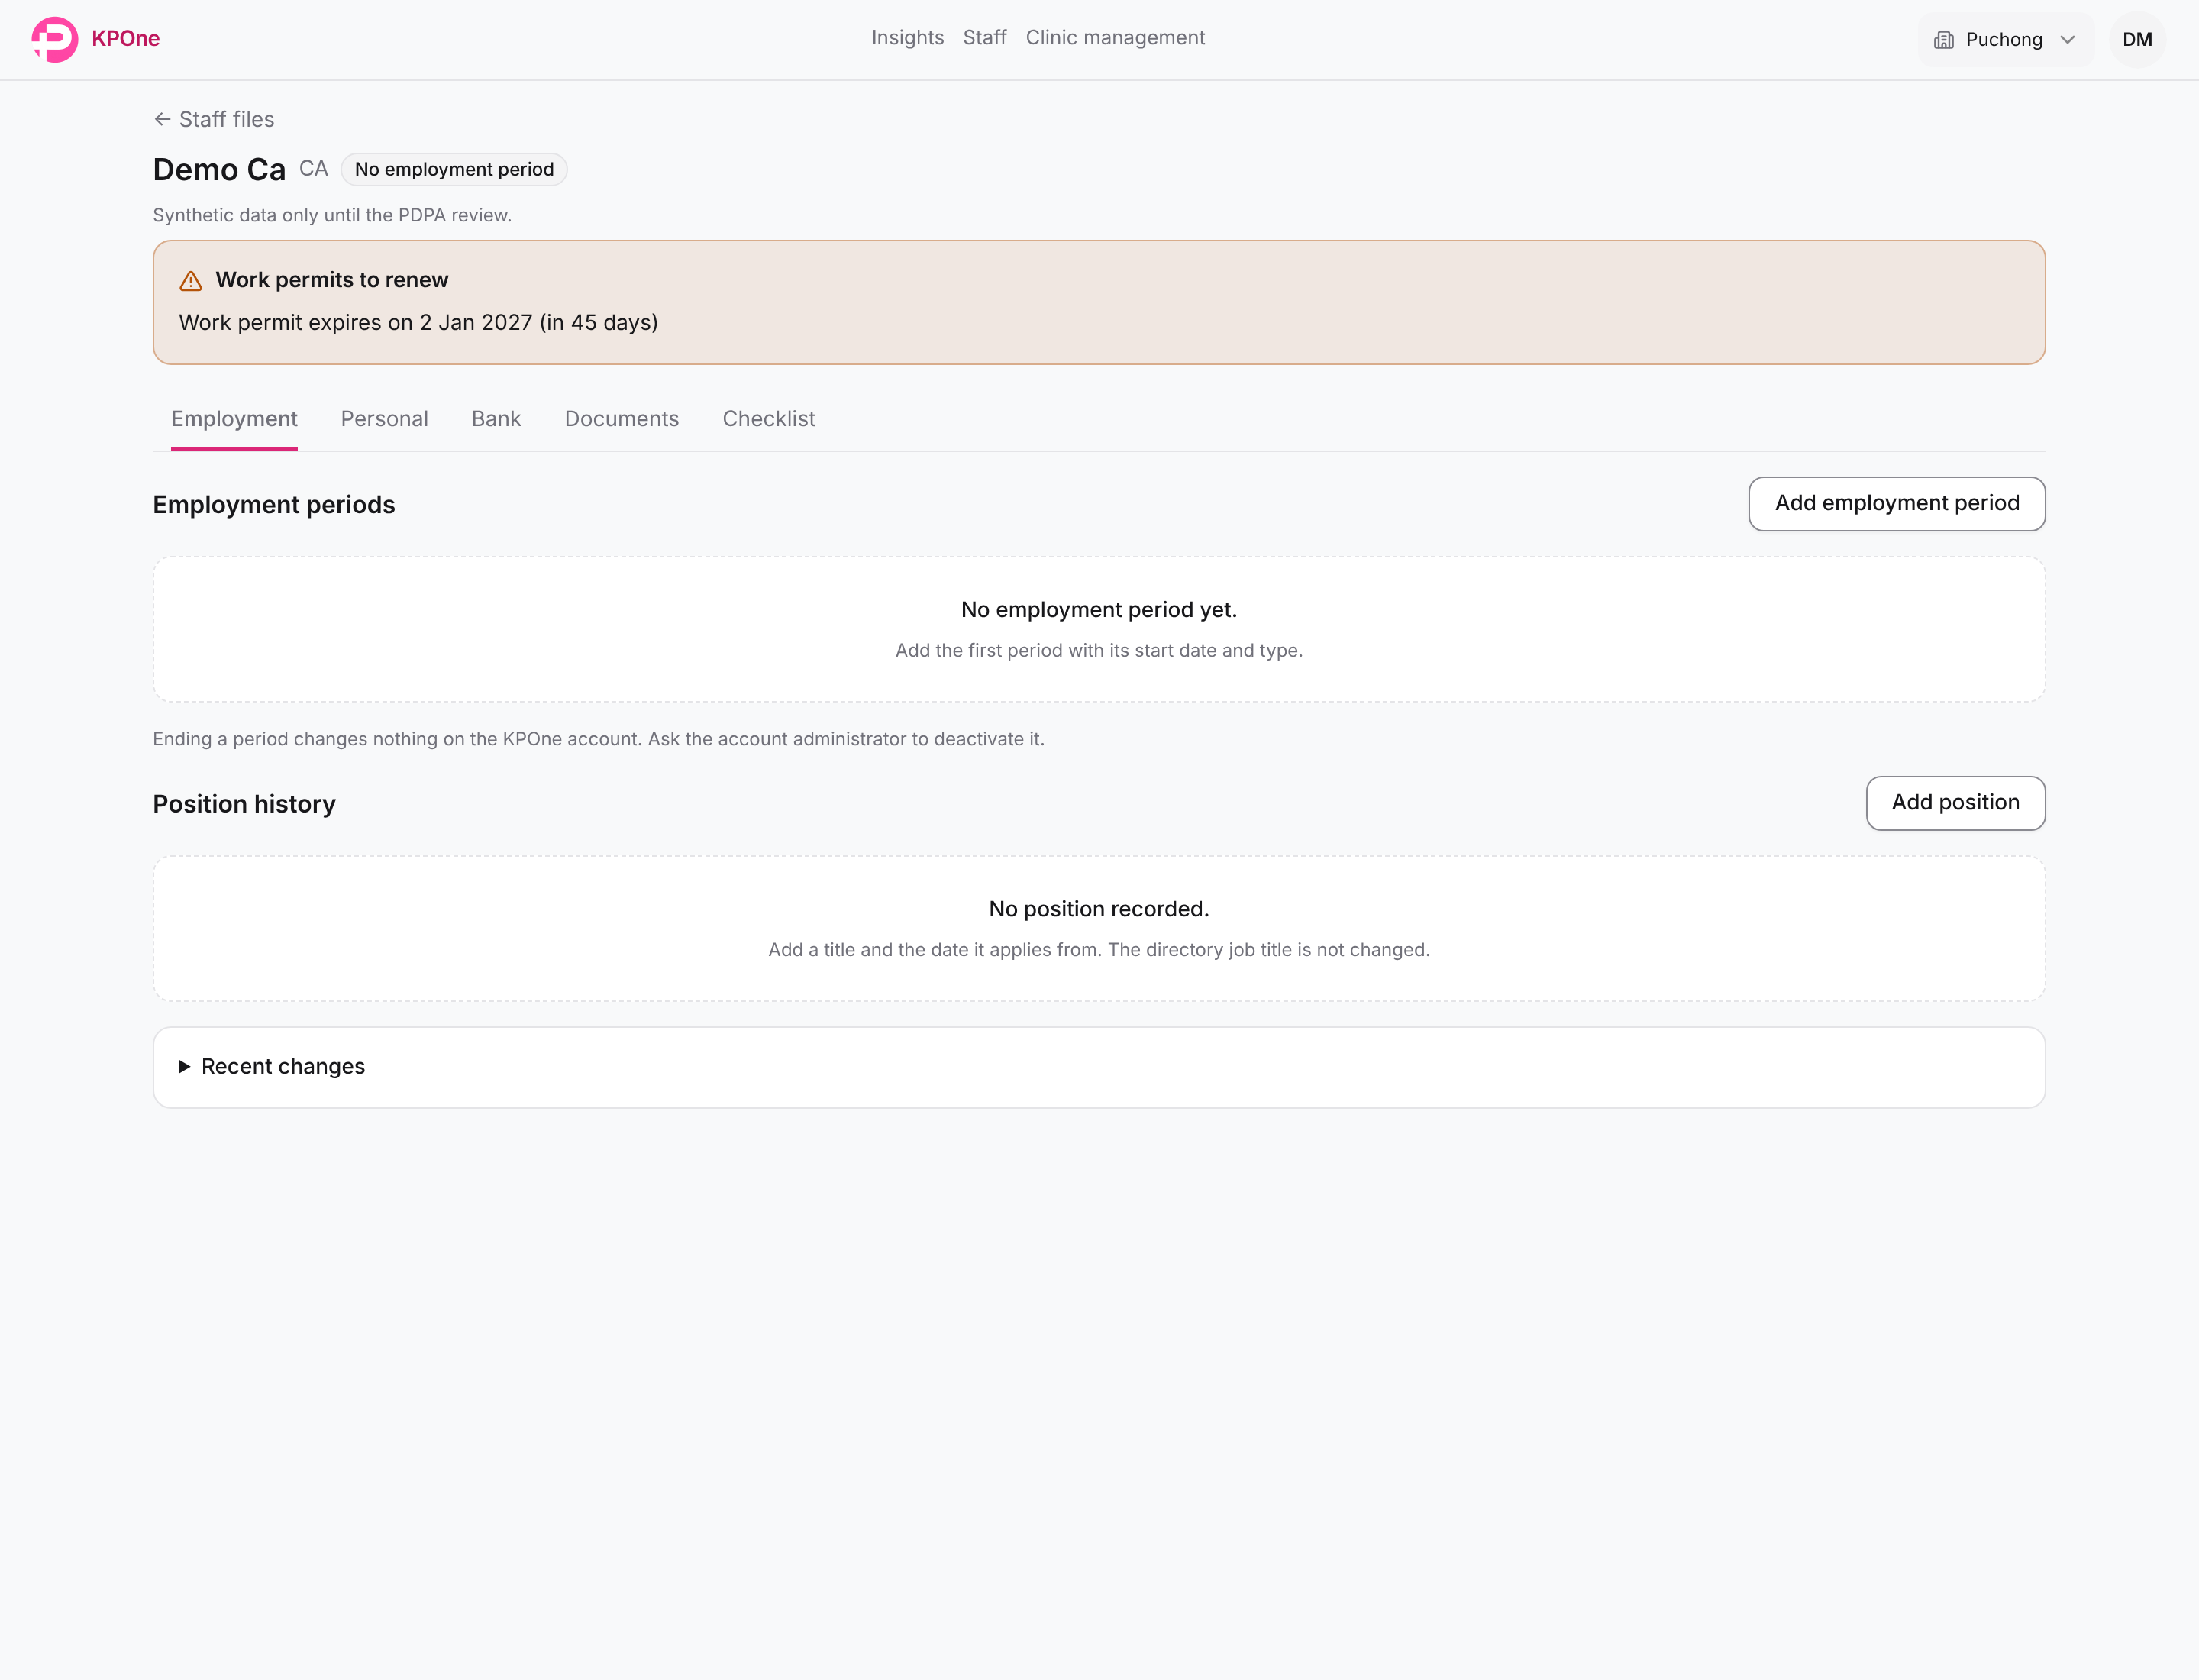 KPOne
Insights Staff Clinic management
Puchong
DM
← Staff files
Demo Ca CA No employment period
Synthetic data only until the PDPA review.
Work permits to renew
Work permit expires on 2 Jan 2027 (in 45 days)
Employment Personal Bank Documents Checklist
Employment periods
Add employment period
No employment period yet.
Add the first period with its start date and type.
Ending a period changes nothing on the KPOne account. Ask the account administrator to deactivate it.
Position history
Add position
No position recorded.
Add a title and the date it applies from. The directory job title is not changed.
Recent changes